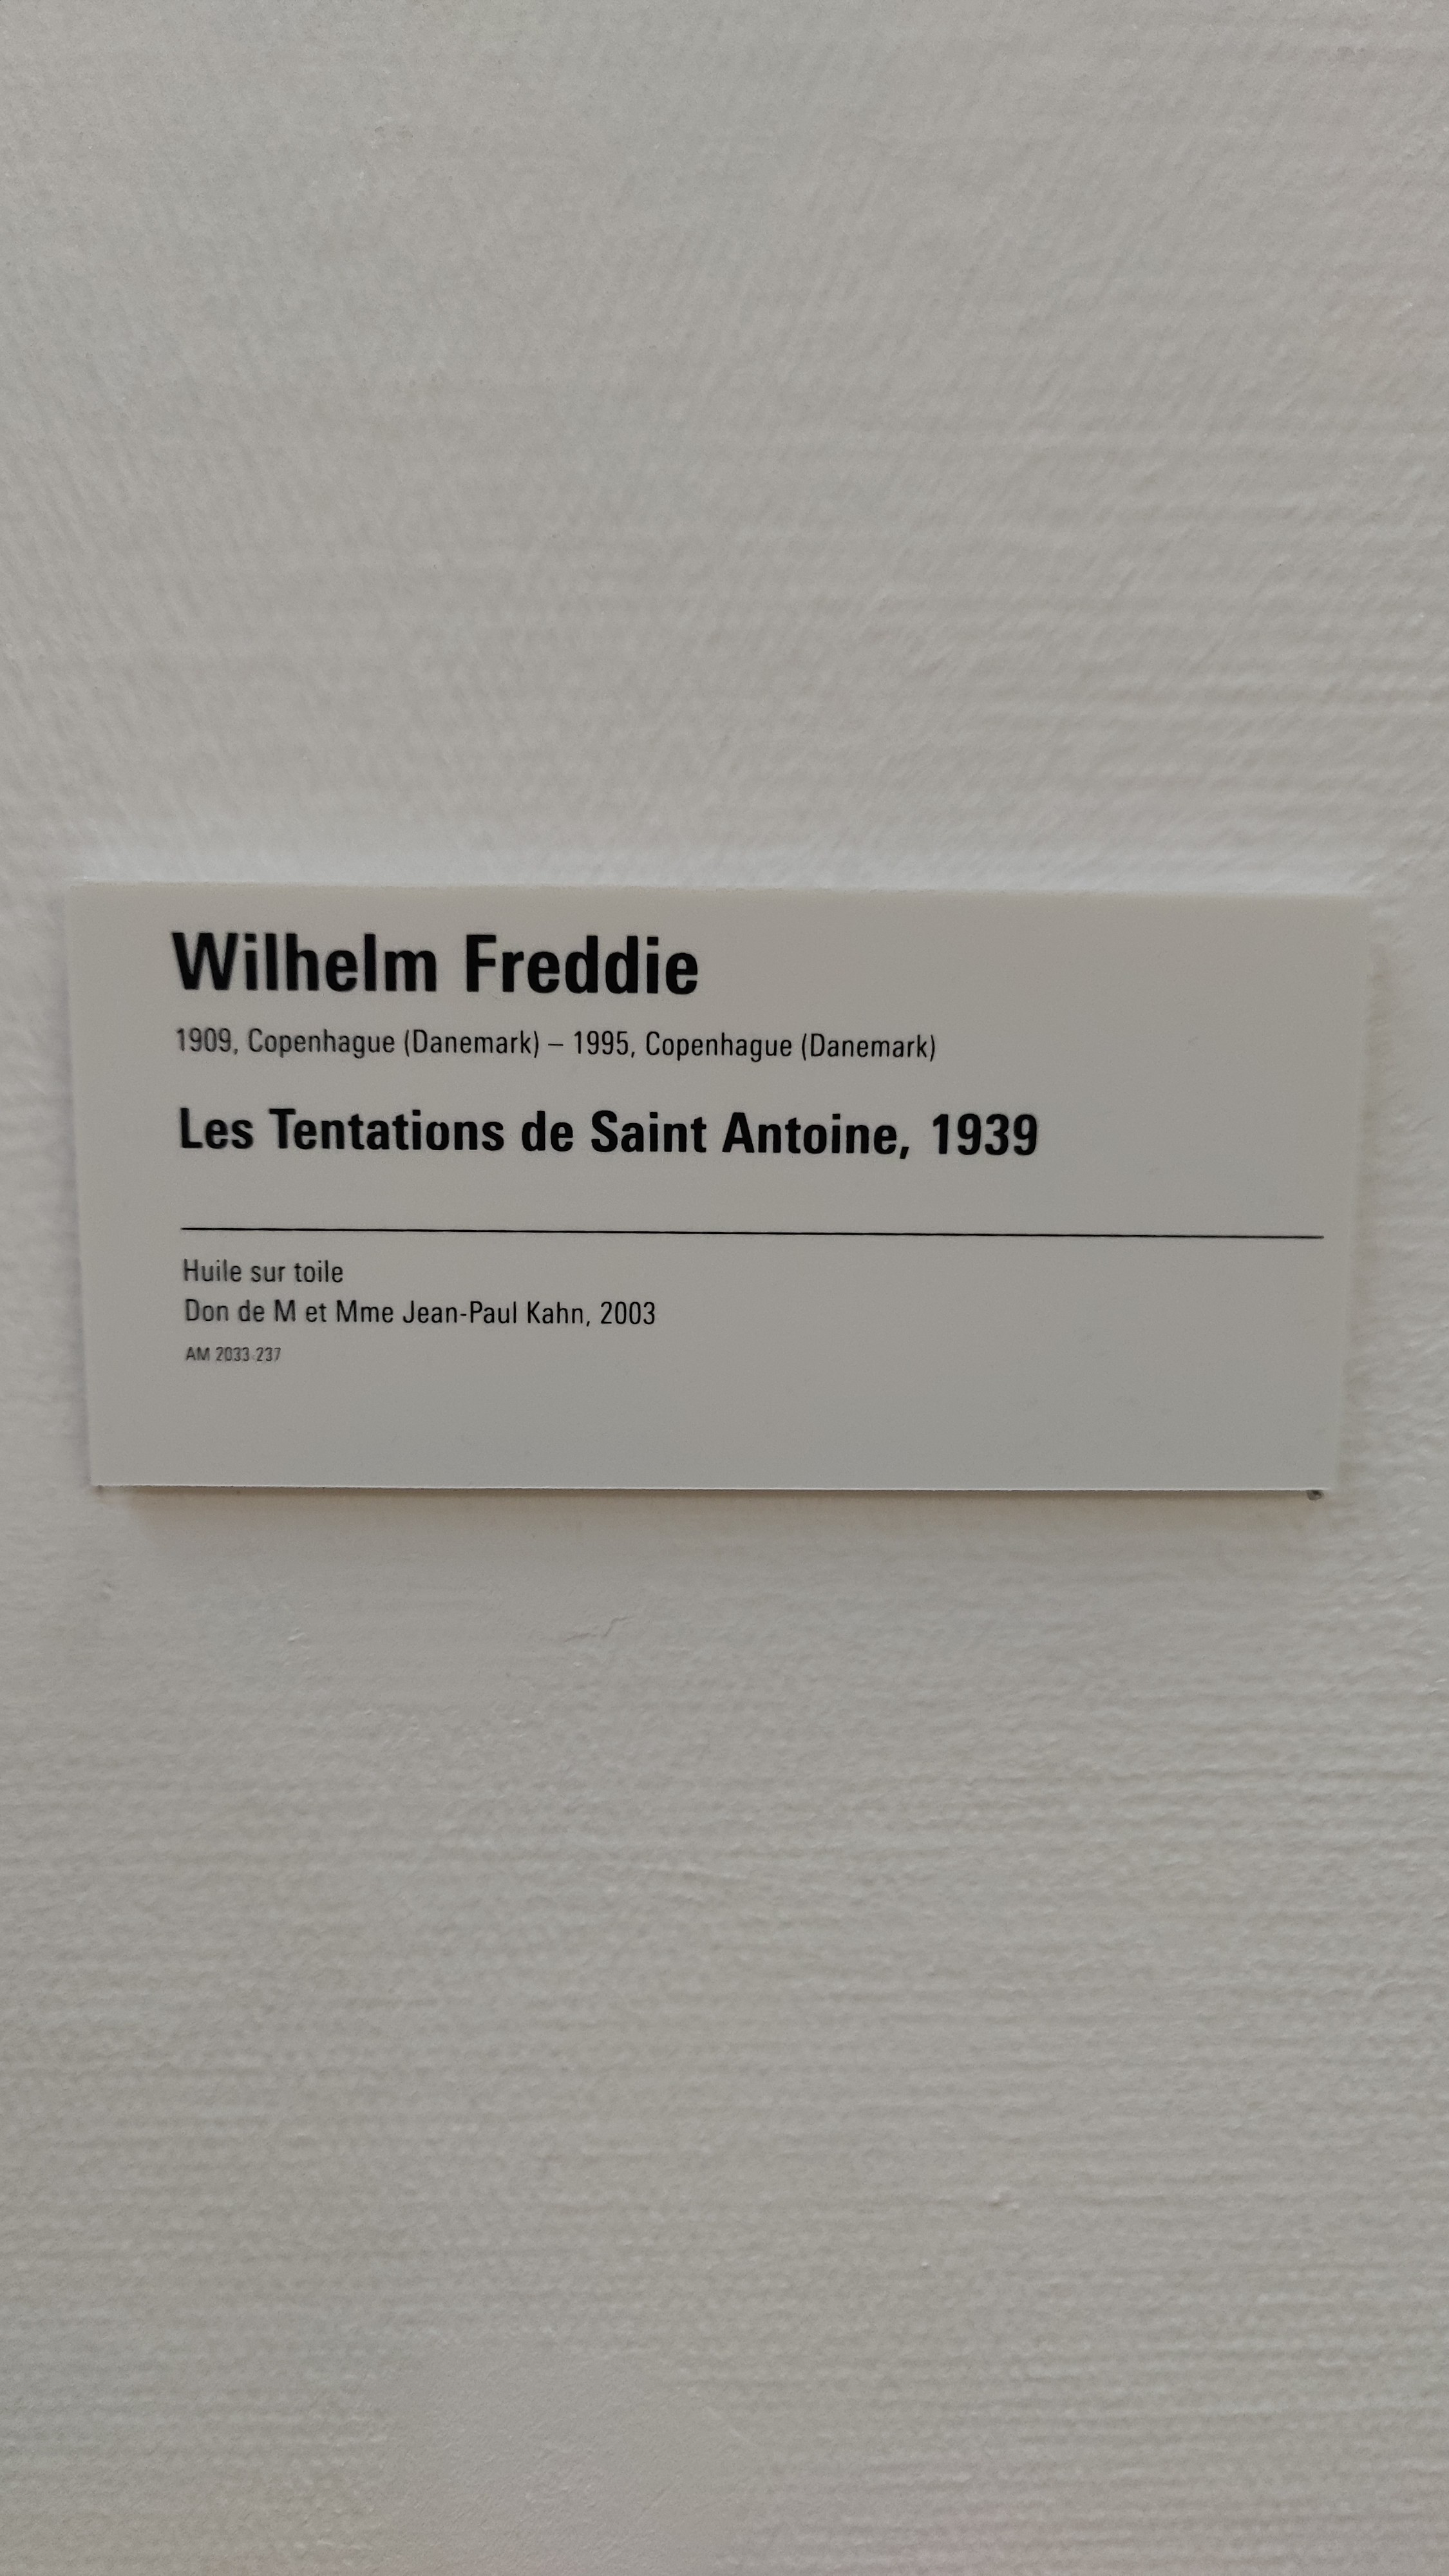 Wilhelm Freddie
1909, Copenhague (Danemark) – 1995, Copenhague (Danemark)
Les Tentations de Saint Antoine, 1939
Huile sur toile
Don de M et Mme Jean-Paul Kahn, 2003
AM 2033 237